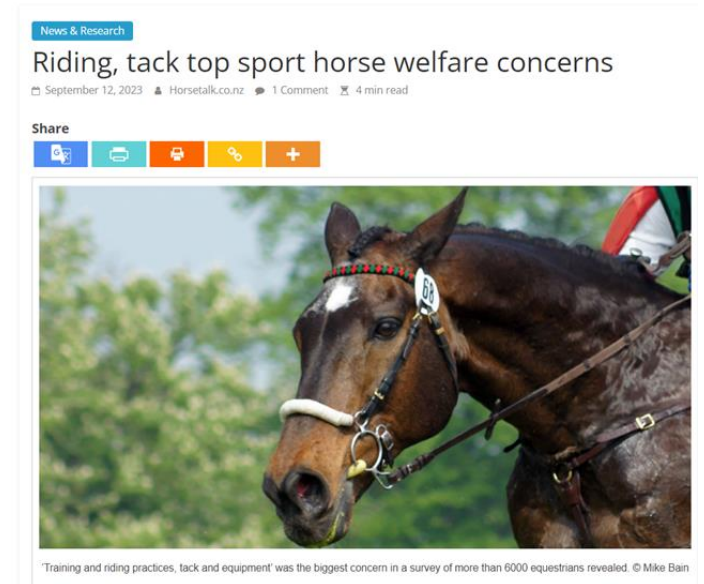 News & Research
Riding, tack top sport horse welfare concerns
September 12, 2023 Horsetalk.co.nz 1 Comment 4 min read
Share
68
'Training and riding practices, tack and equipment' was the biggest concern in a survey of more than 6000 equestrians revealed. © Mike Bain